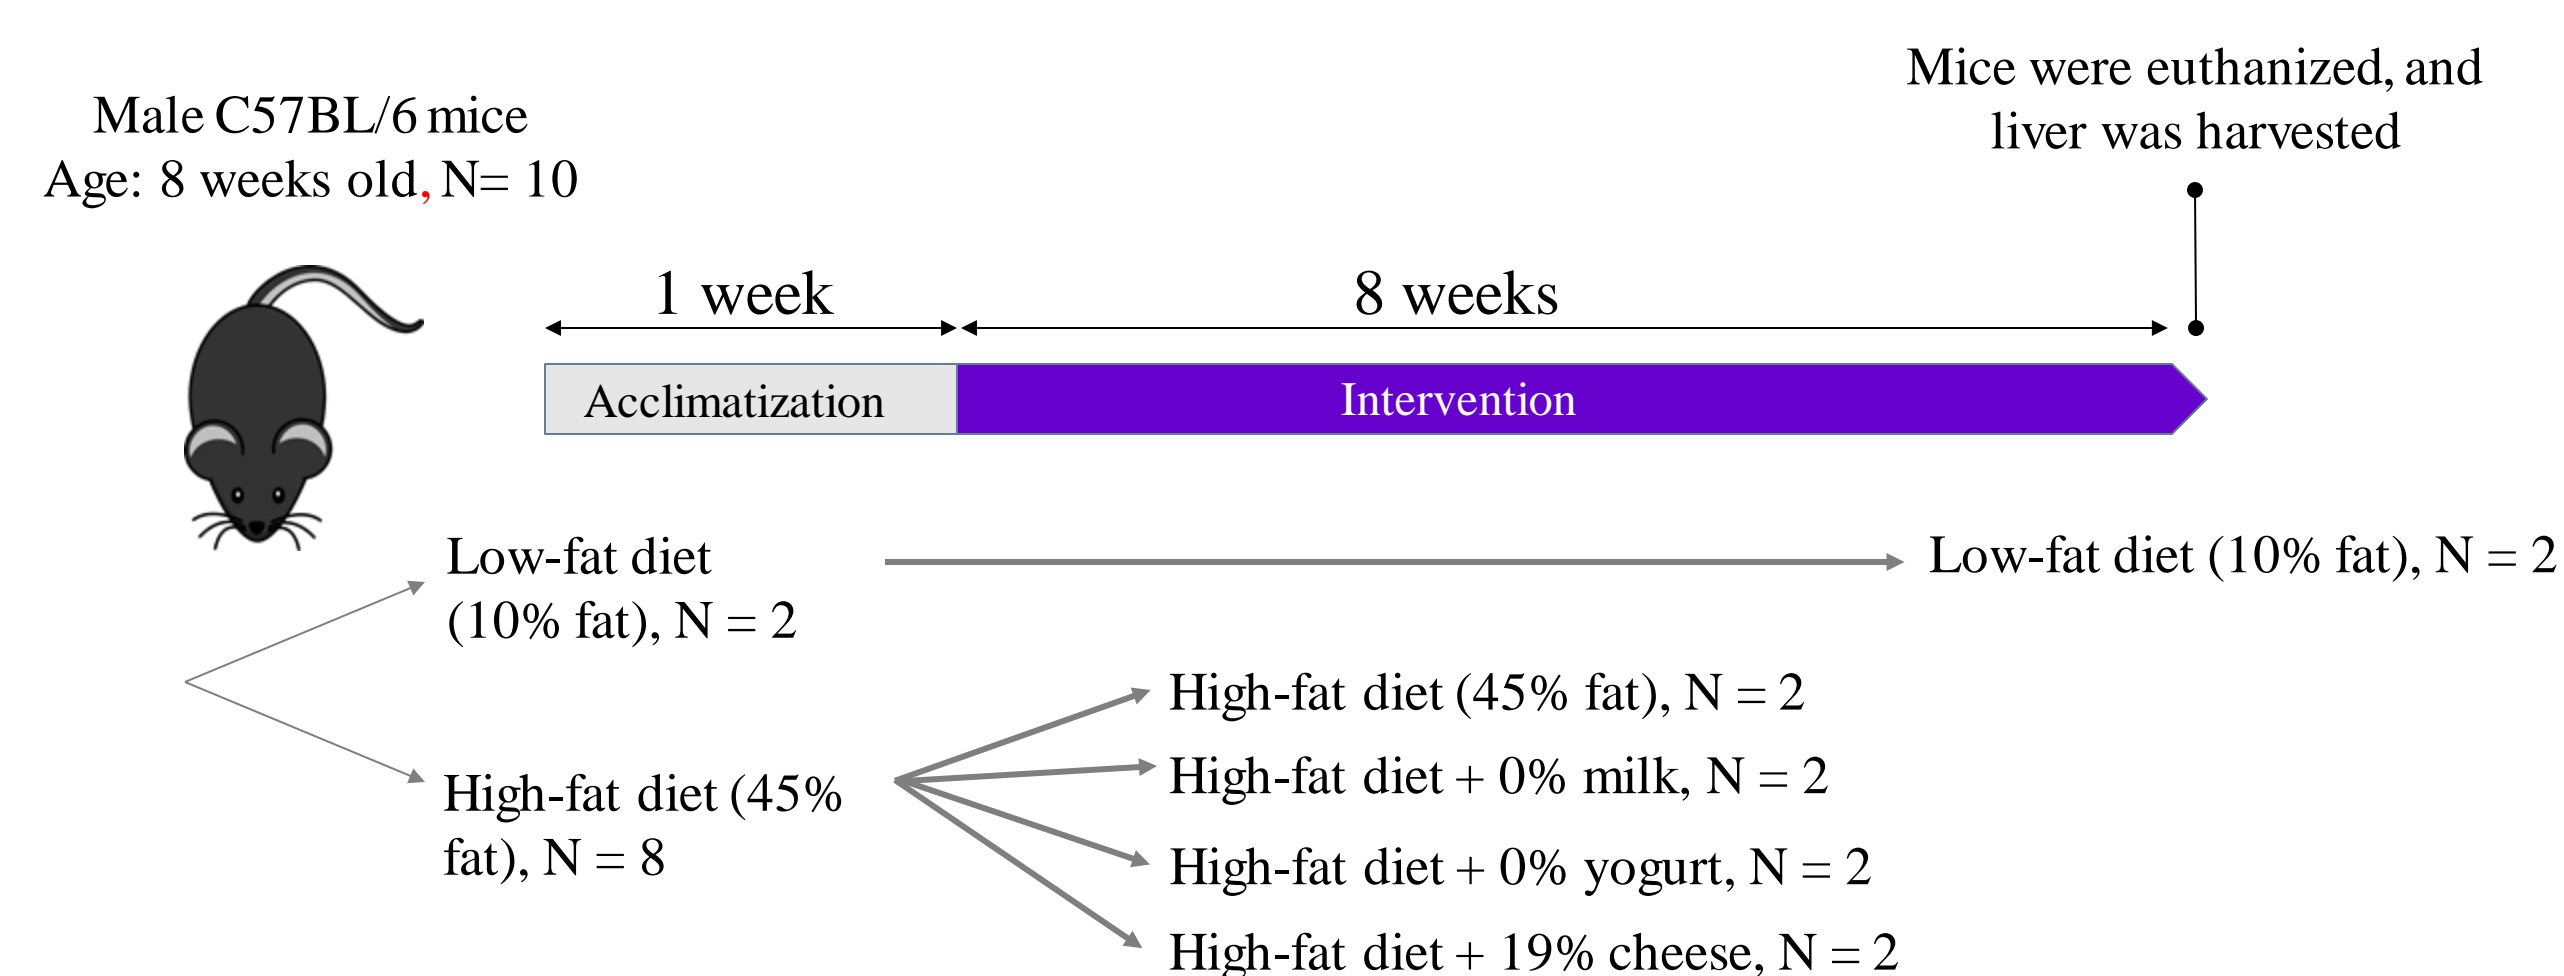 Male C57BL/6 mice
Age: 8 weeks old, N= 10
Mice were euthanized, and
liver was harvested
1 week
8 weeks
Acclimatization
Intervention
Low-fat diet
(10% fat), N = 2
Low-fat diet (10% fat), N = 2
High-fat diet (45%
fat), N = 8
High-fat diet (45% fat), N = 2
High-fat diet + 0% milk, N = 2
High-fat diet + 0% yogurt, N = 2
High-fat diet + 19% cheese, N = 2